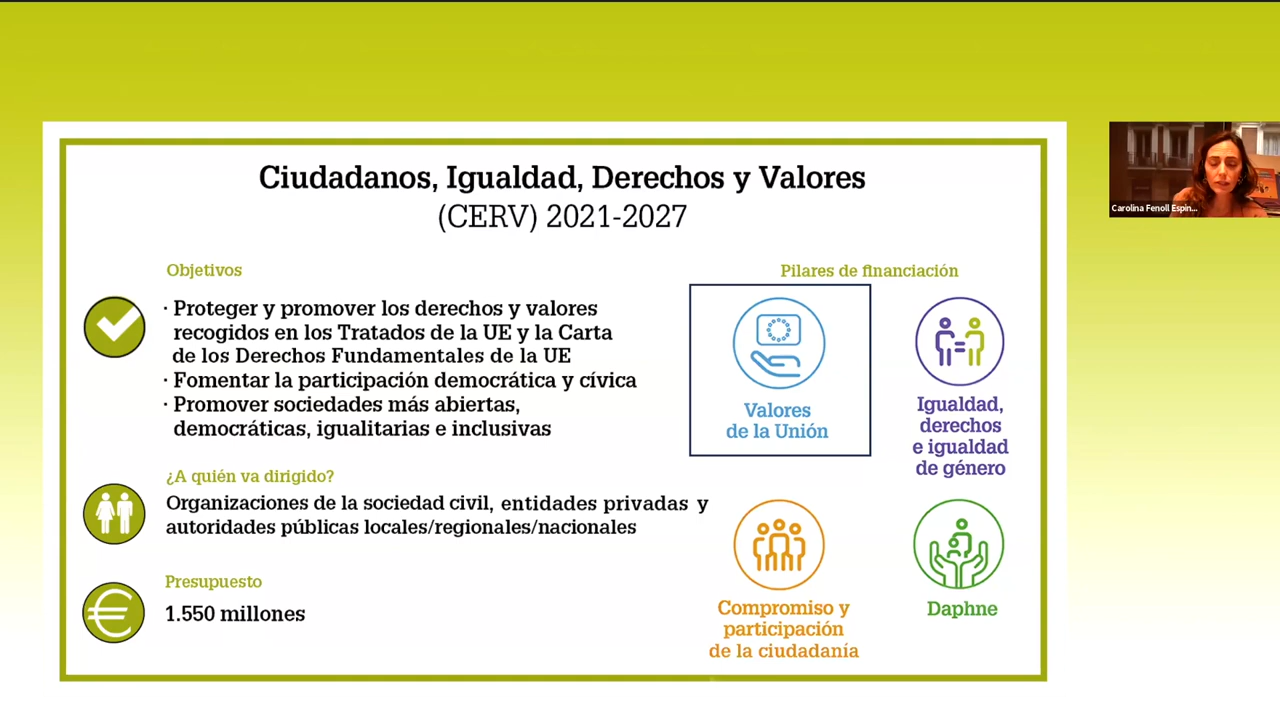 Ciudadanos, Igualdad, Derechos y Valores
(CERV) 2021-2027
Objetivos
· Proteger y promover los derechos y valores
recogidos en los Tratados de la UE y la Carta
de los Derechos Fundamentales de la UE
· Fomentar la participación democrática y cívica
· Promover sociedades más abiertas,
democráticas, igualitarias e inclusivas
¿A quién va dirigido?
Organizaciones de la sociedad civil, entidades privadas y
autoridades públicas locales/regionales/nacionales
Presupuesto
1.550 millones
Pilares de financiación
Valores
de la Unión
Igualdad,
derechos
e igualdad
de género
Compromiso y
participación
de la ciudadanía
Daphne
Carolina Fenoll Espin...